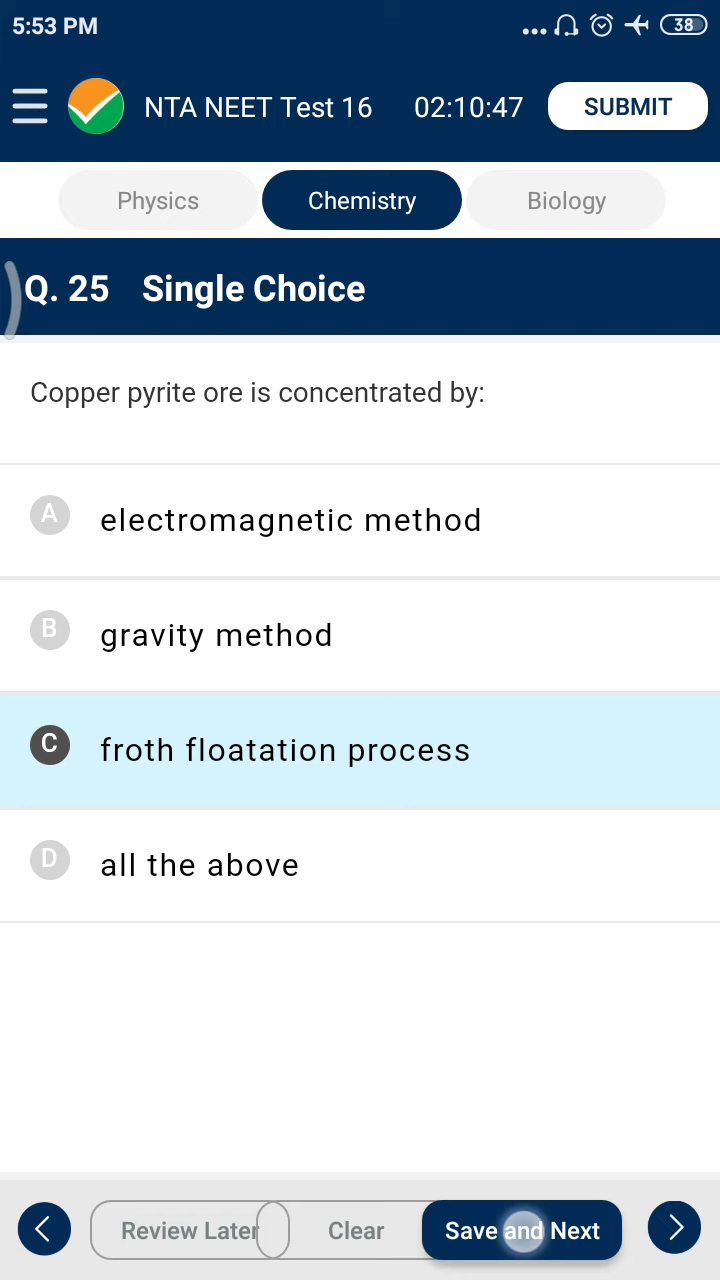 5:53 PM
38
NTA NEET Test 16 02:10:47 SUBMIT
Physics Chemistry Biology
Q. 25 Single Choice
Copper pyrite ore is concentrated by:
A electromagnetic method
B gravity method
C froth floatation process
D all the above
Review Later Clear Save and Next